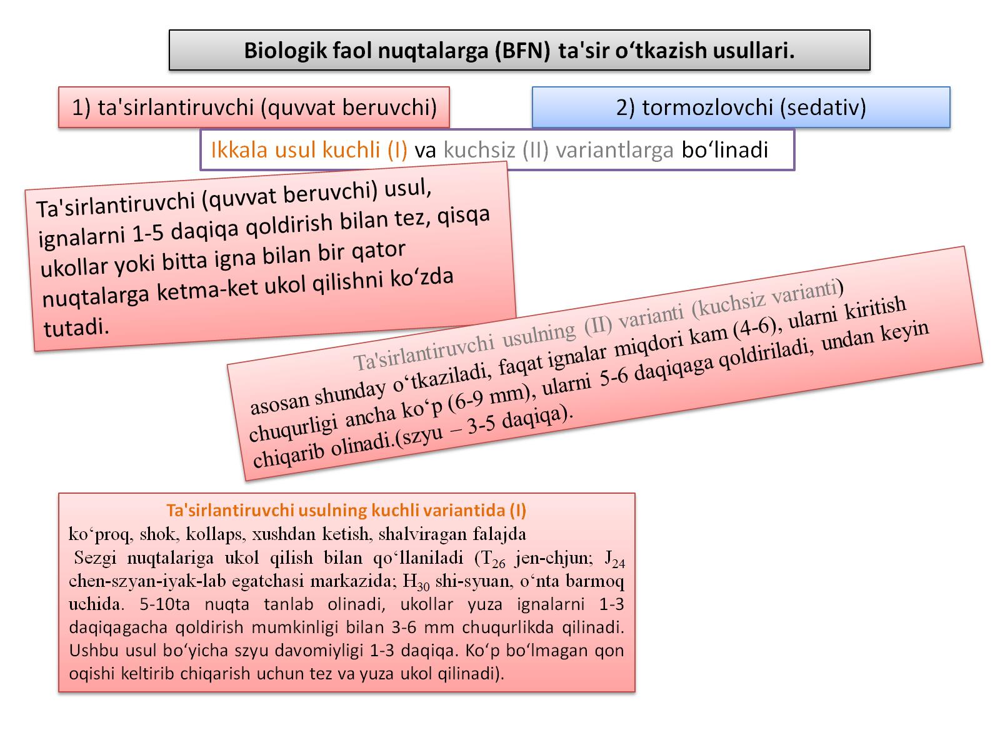 Biologik faol nuqtalarga (BFN) ta'sir o‘tkazish usullari.
1) ta'sirlantiruvchi (quvvat beruvchi)
2) tormozlovchi (sedativ)
Ikkala usul kuchli (I) va kuchsiz (II) variantlarga bo‘linadi
Ta'sirlantiruvchi (quvvat beruvchi) usul,
ignalarni 1-5 daqiqa qoldirish bilan tez, qisqa
ukollar yoki bitta igna bilan bir qator
nuqtalarga ketma-ket ukol qilishni ko‘zda
tutadi.
Ta'sirlantiruvchi usulning (II) varianti (kuchsiz varianti)
asosan shunday o‘tkaziladi, faqat ignalar miqdori kam (4-6), ularni kiritish
chuqurligi ancha ko‘p (6-9 mm), ularni 5-6 daqiqaga qoldiriladi, undan keyin
chiqarib olinadi.(szyu – 3-5 daqiqa).
Ta'sirlantiruvchi usulning kuchli variantida (I)
ko‘proq, shok, kollaps, xushdan ketish, shalviragan falajda
Sezgi nuqtalariga ukol qilish bilan qo‘llaniladi (T26 jen-chjun; J24
chen-szyan-iyak-lab egatchasi markazida; H30 shi-syuan, o‘nta barmoq
uchida. 5-10ta nuqta tanlab olinadi, ukollar yuza ignalarni 1-3
daqiqagacha qoldirish mumkinligi bilan 3-6 mm chuqurlikda qilinadi.
Ushbu usul bo‘yicha szyu davomiyligi 1-3 daqiqa. Ko‘p bo‘lmagan qon
oqishi keltirib chiqarish uchun tez va yuza ukol qilinadi).